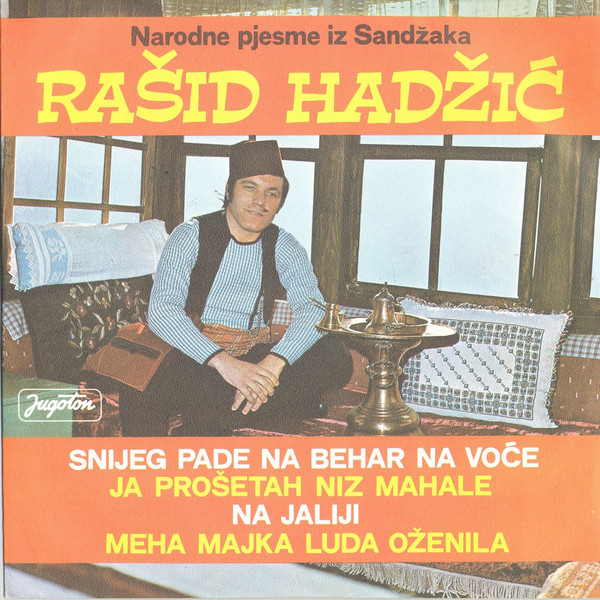 Narodne pjesme iz Sandžaka
RAŠID HADŽIĆ
Jugoton
SNIJEG PADE NA BEHAR NA VOĆE
JA PROŠETAH NIZ MAHALE
NA JALIJI
MEHA MAJKA LUDA OŽENILA